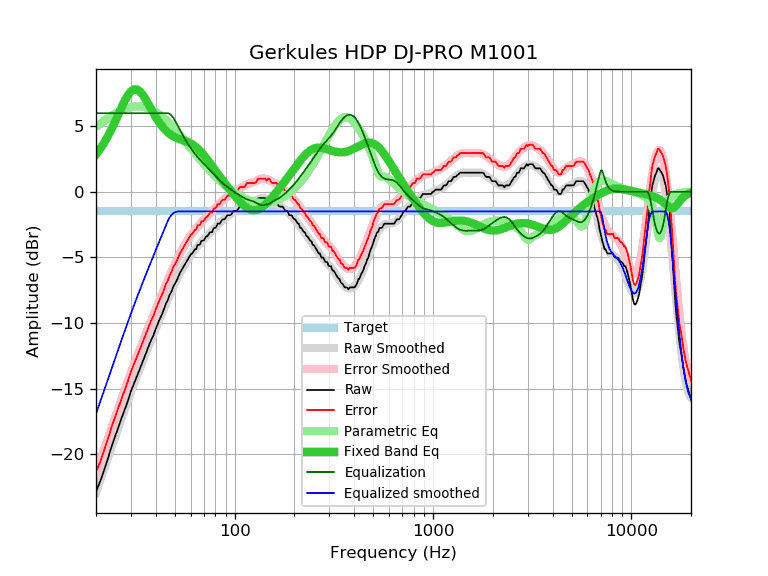 Gerkules HDP DJ-PRO M1001
5
0
−5
−10
−15
−20
Amplitude (dBr)
Target
Raw Smoothed
Error Smoothed
Raw
Error
Parametric Eq
Fixed Band Eq
Equalization
Equalized smoothed
100
1000
10000
Frequency (Hz)